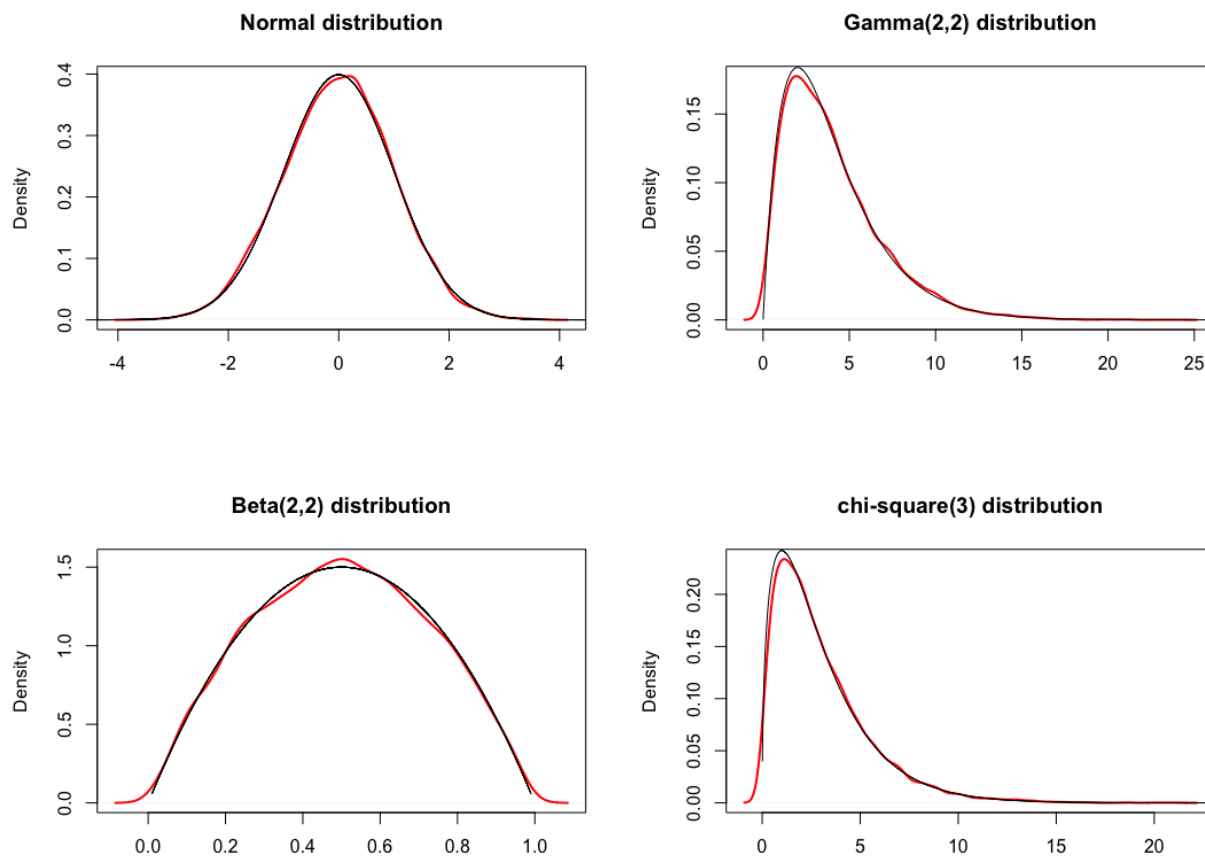 Normal distribution
Density
0.0 0.1 0.2 0.3 0.4
-4 -2 0 2 4
Gamma(2,2) distribution
Density
0.00 0.05 0.10 0.15
0 5 10 15 20 25
Beta(2,2) distribution
Density
0.0 0.5 1.0 1.5
0.0 0.2 0.4 0.6 0.8 1.0
chi-square(3) distribution
Density
0.00 0.05 0.10 0.15 0.20
0 5 10 15 20